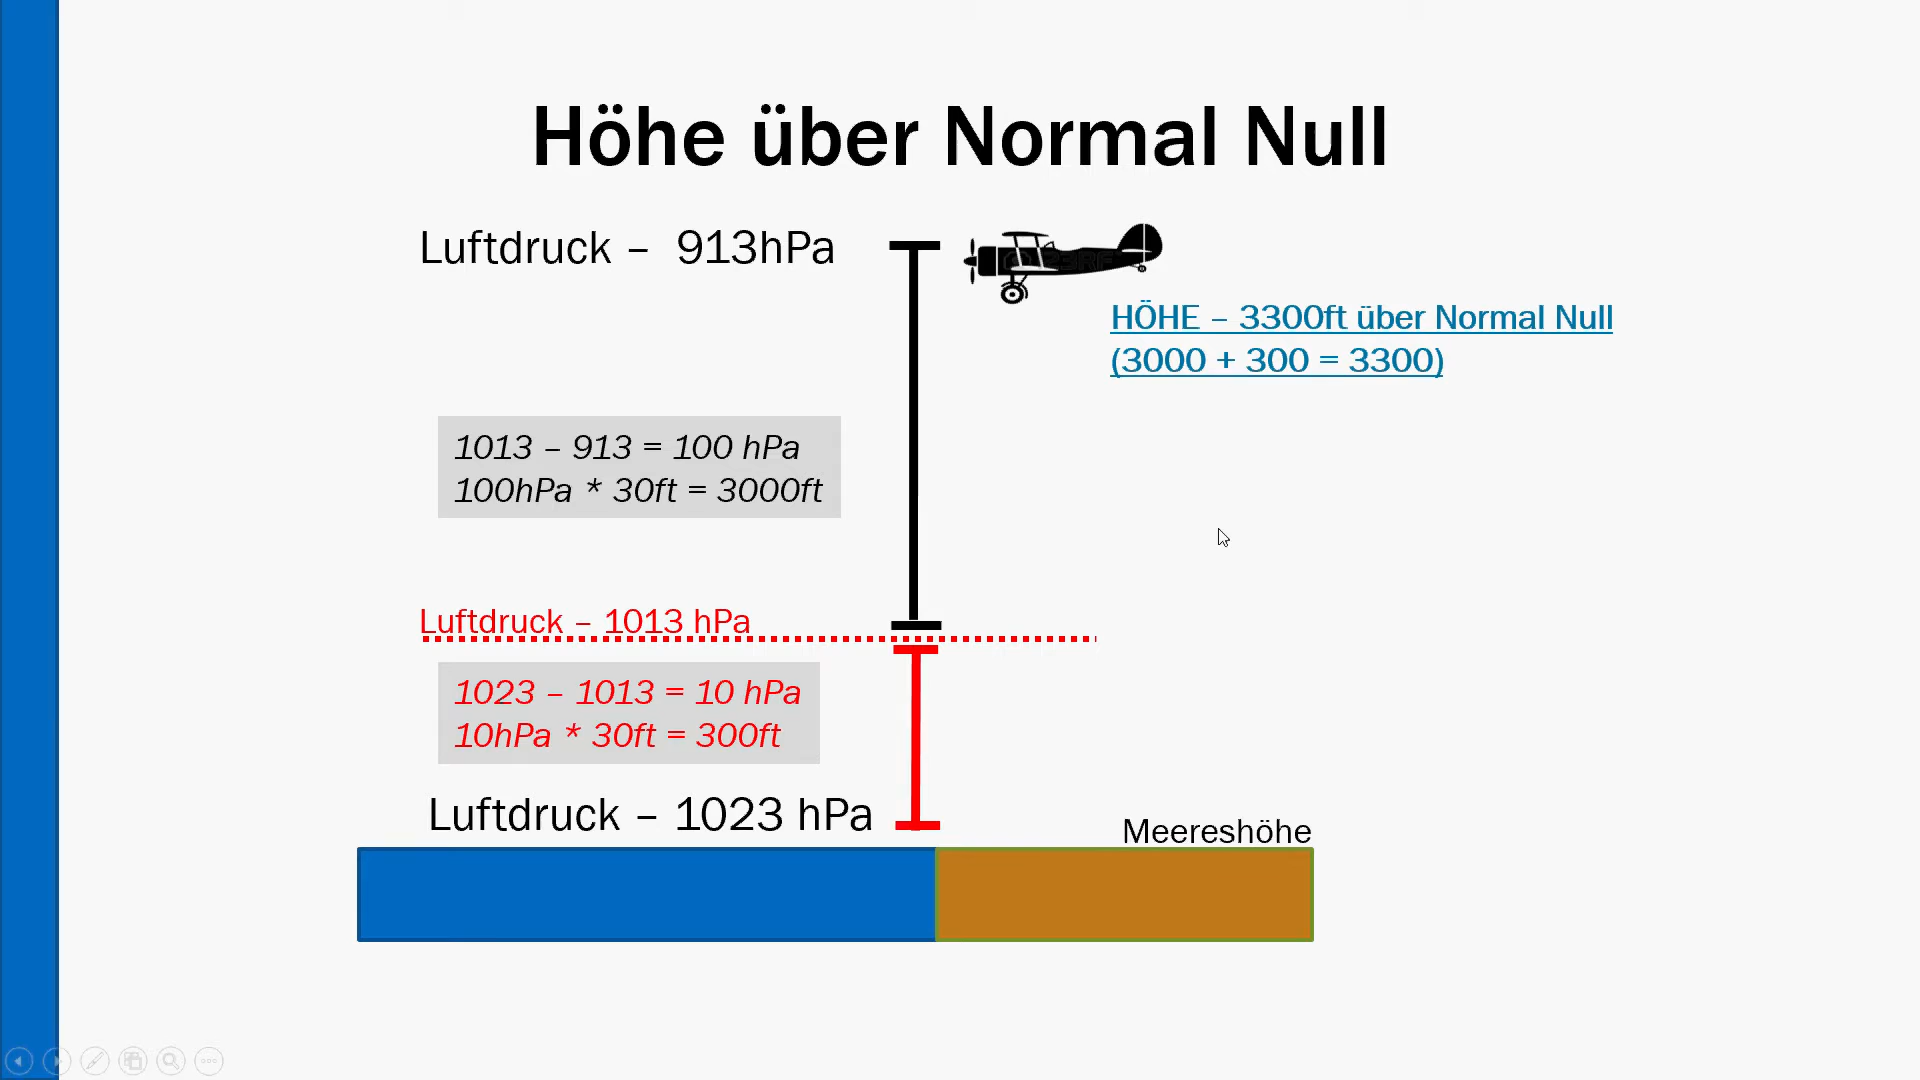 Höhe über Normal Null
Luftdruck – 913hPa
HÖHE – 3300ft über Normal Null
(3000 + 300 = 3300)
1013 – 913 = 100 hPa
100hPa * 30ft = 3000ft
Luftdruck – 1013 hPa
1023 – 1013 = 10 hPa
10hPa * 30ft = 300ft
Luftdruck – 1023 hPa
Meereshöhe